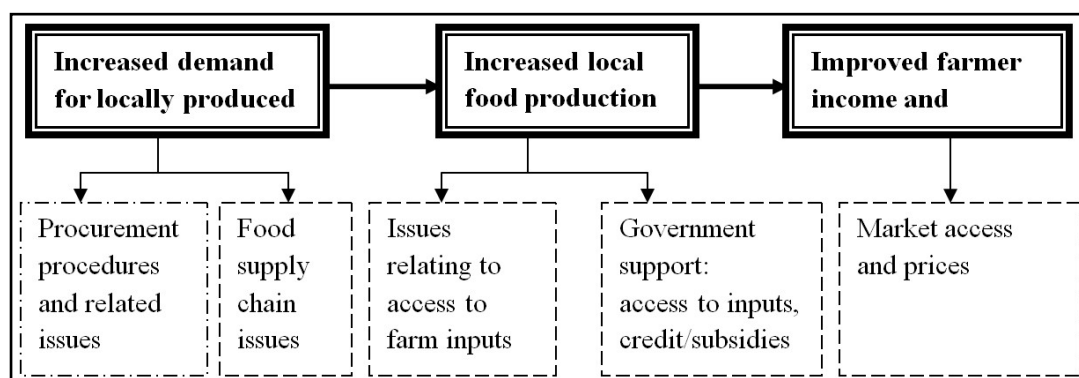 Increased demand
for locally produced
Increased local
food production
Improved farmer
income and
Procurement
procedures
and related
issues
Food
supply
chain
issues
Issues
relating to
access to
farm inputs
Government
support:
access to inputs,
credit/subsidies
Market access
and prices